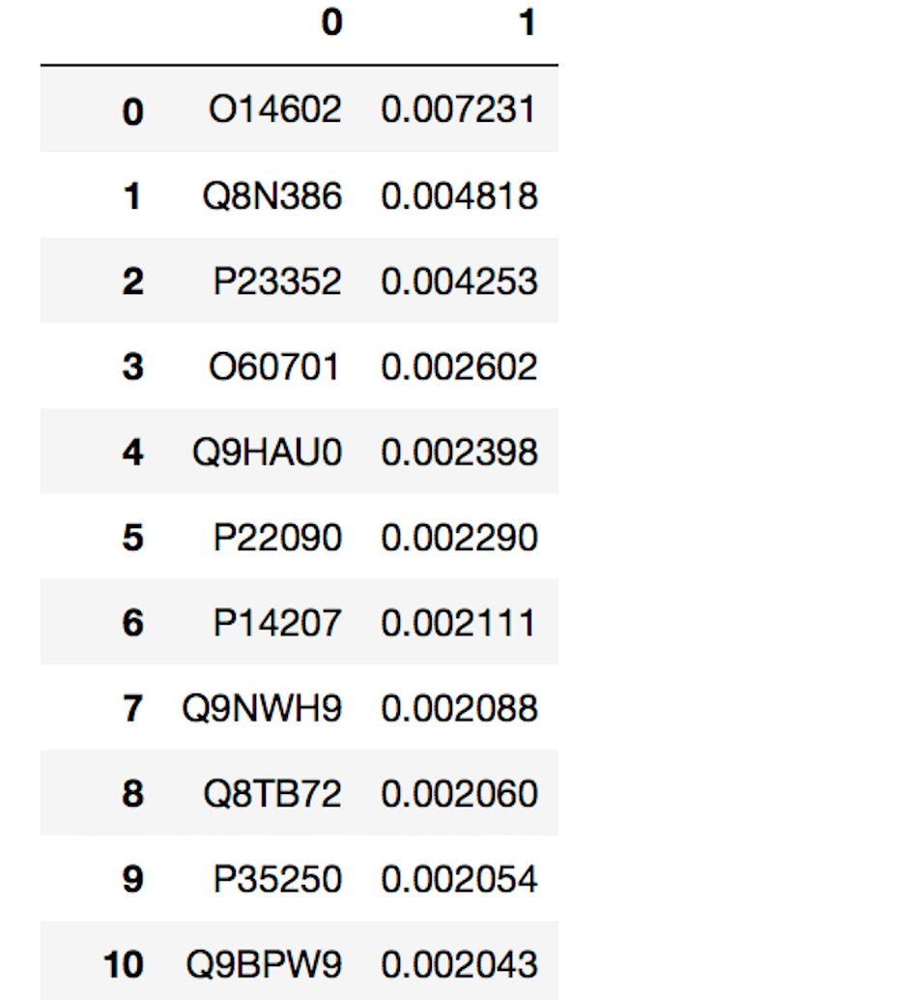 0 1
0 O14602 0.007231
1 Q8N386 0.004818
2 P23352 0.004253
3 O60701 0.002602
4 Q9HAU0 0.002398
5 P22090 0.002290
6 P14207 0.002111
7 Q9NWH9 0.002088
8 Q8TB72 0.002060
9 P35250 0.002054
10 Q9BPW9 0.002043